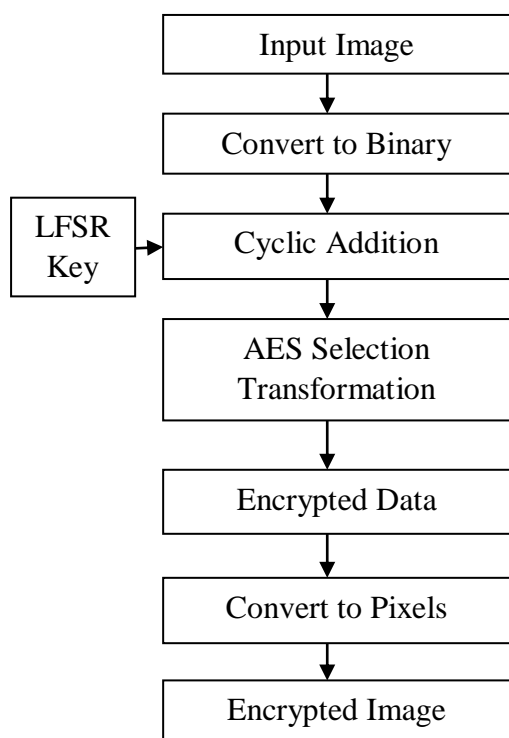 Input Image
Convert to Binary
LFSR
Key
Cyclic Addition
AES Selection
Transformation
Encrypted Data
Convert to Pixels
Encrypted Image